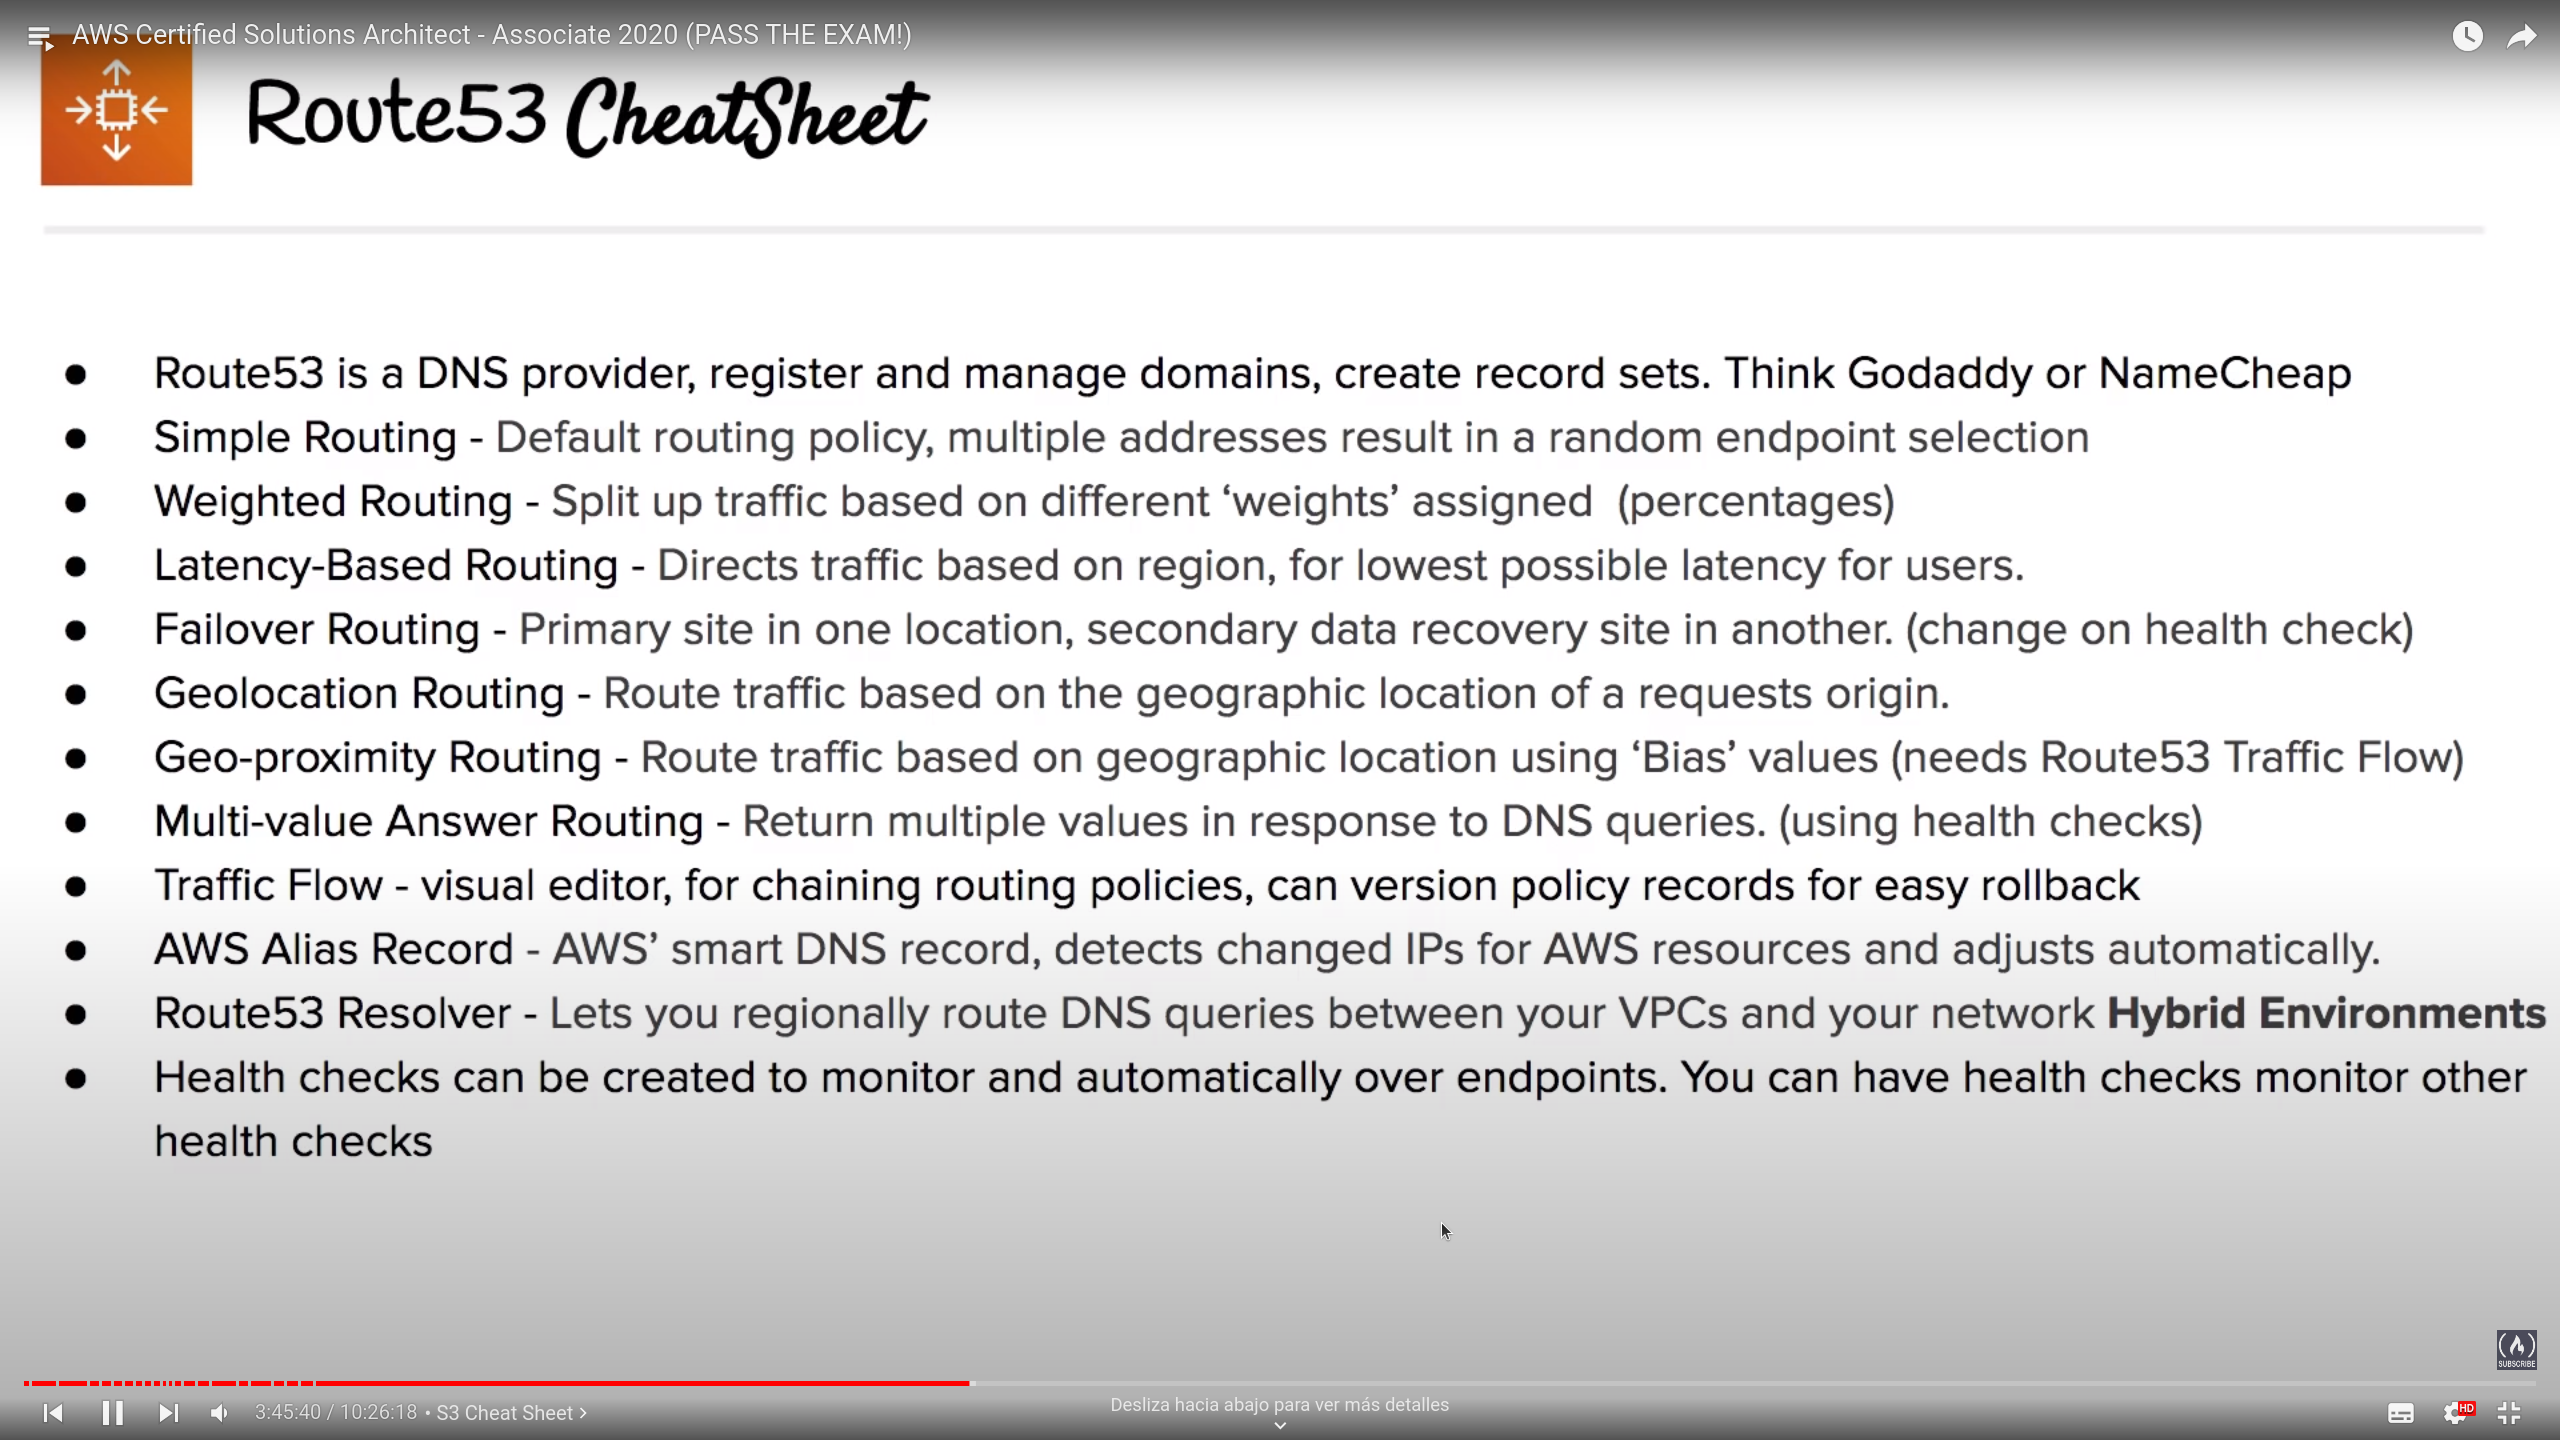 AWS Certified Solutions Architect - Associate 2020 (PASS THE EXAM!)
Route53 CheatSheet
● Route53 is a DNS provider, register and manage domains, create record sets. Think Godaddy or NameCheap
● Simple Routing - Default routing policy, multiple addresses result in a random endpoint selection
● Weighted Routing - Split up traffic based on different ‘weights’ assigned (percentages)
● Latency-Based Routing - Directs traffic based on region, for lowest possible latency for users.
● Failover Routing - Primary site in one location, secondary data recovery site in another. (change on health check)
● Geolocation Routing - Route traffic based on the geographic location of a requests origin.
● Geo-proximity Routing - Route traffic based on geographic location using ‘Bias’ values (needs Route53 Traffic Flow)
● Multi-value Answer Routing - Return multiple values in response to DNS queries. (using health checks)
● Traffic Flow - visual editor, for chaining routing policies, can version policy records for easy rollback
● AWS Alias Record - AWS’ smart DNS record, detects changed IPs for AWS resources and adjusts automatically.
● Route53 Resolver - Lets you regionally route DNS queries between your VPCs and your network Hybrid Environments
● Health checks can be created to monitor and automatically over endpoints. You can have health checks monitor other
health checks
SUBSCRIBE
Desliza hacia abajo para ver más detalles
3:45:40 / 10:26:18 • S3 Cheat Sheet >
HD